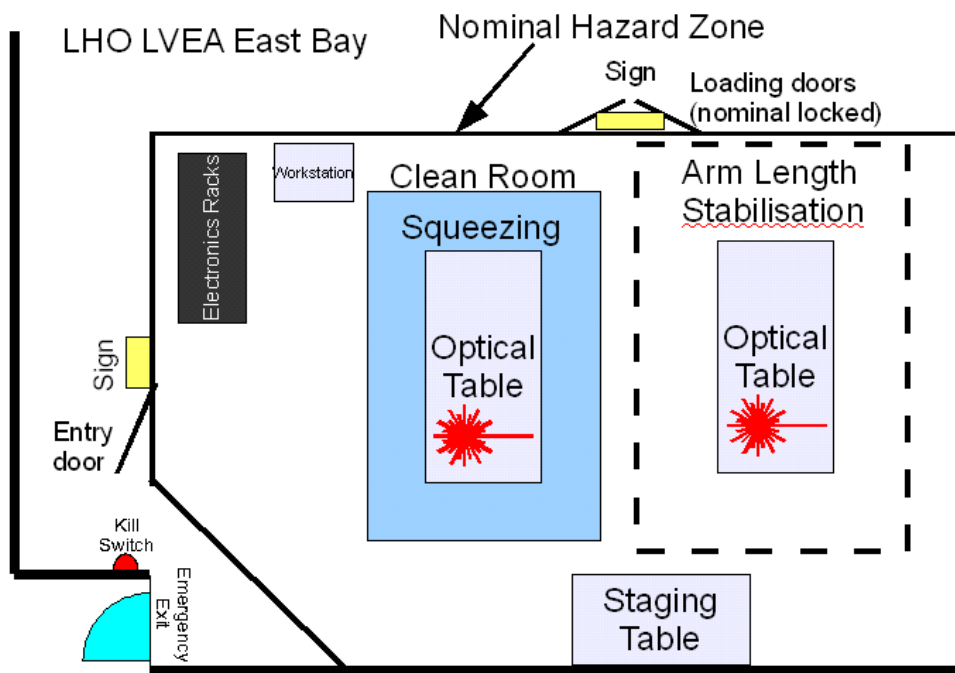 LHO LVEA East Bay
Nominal Hazard Zone
Sign
Loading doors
(nominal locked)
Electronics Racks
Workstation
Clean Room
Squeezing
Optical
Table
Arm Length
Stabilisation
Optical
Table
Sign
Entry
door
Kill
Switch
Emergency
Exit
Staging
Table